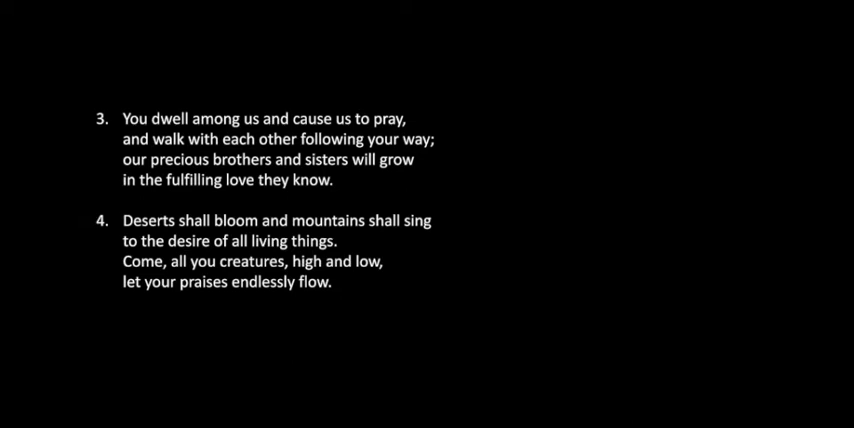 3. You dwell among us and cause us to pray,
and walk with each other following your way;
our precious brothers and sisters will grow
in the fulfilling love they know.
4. Deserts shall bloom and mountains shall sing
to the desire of all living things.
Come, all you creatures, high and low,
let your praises endlessly flow.